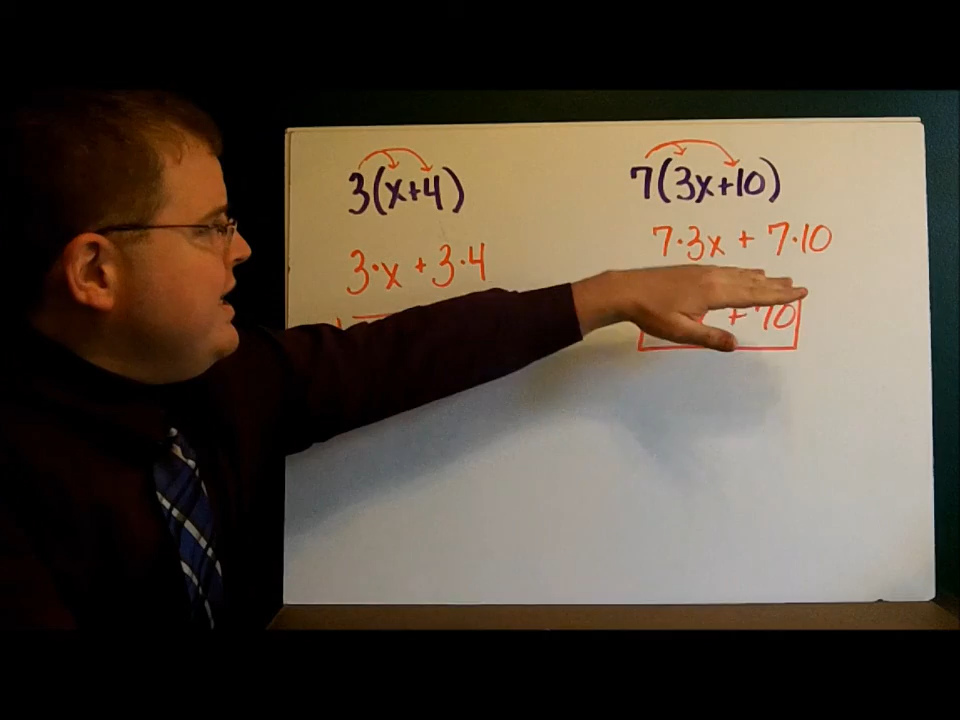 3(x+4)
3·x + 3·4
7(3x+10)
7·3x + 7·10
+ 70